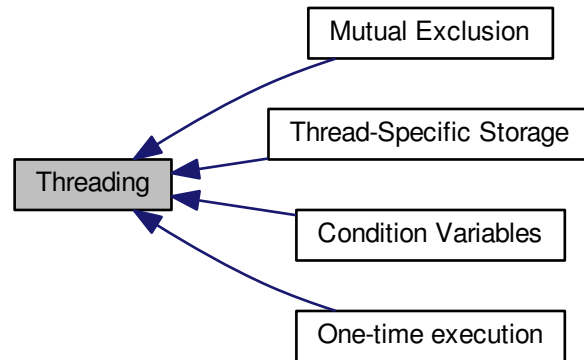 Mutual Exclusion
Thread-Specific Storage
Threading
Condition Variables
One-time execution